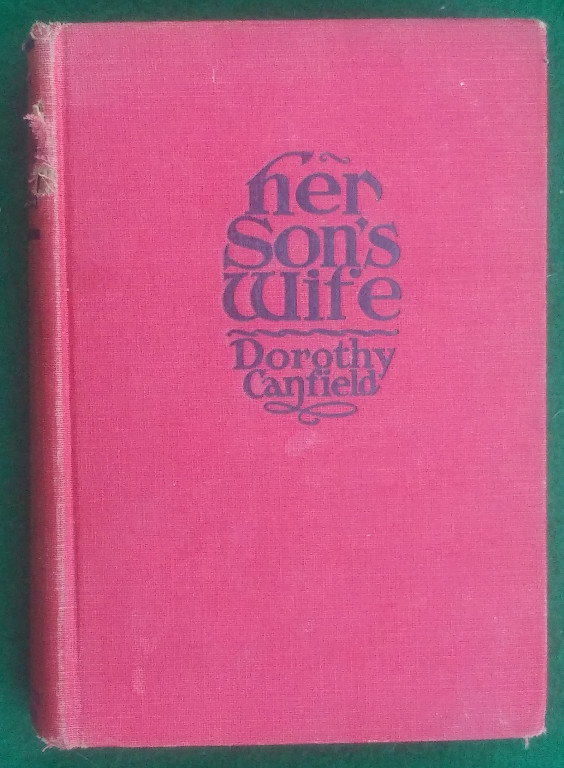 her
Son's
Wife
Dorothy
Canfield